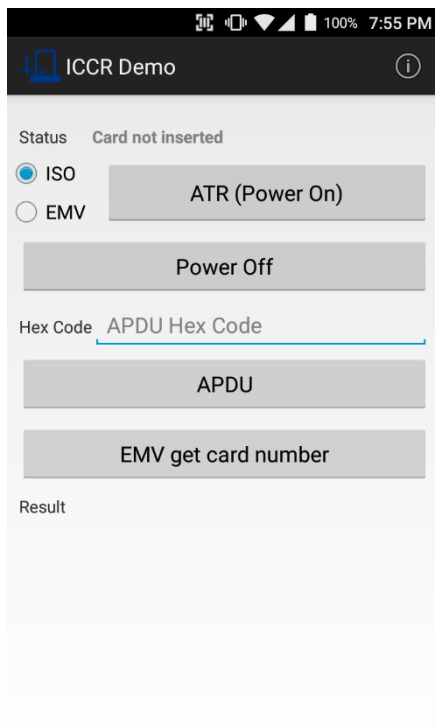 100% 7:55 PM
ICCR Demo
Status Card not inserted
ISO
ATR (Power On)
EMV
Power Off
Hex Code APDU Hex Code
APDU
EMV get card number
Result